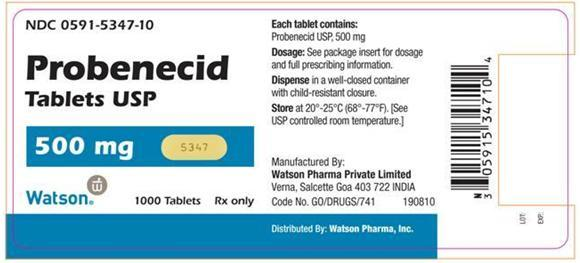 NDC 0591-5347-10
Probenecid
Tablets USP
500 mg
5347
Watson®
1000 Tablets Rx only
Each tablet contains:
Probenecid USP, 500 mg
Dosage: See package insert for dosage
and full prescribing information.
Dispense in a well-closed container
with child-resistant closure.
Store at 20°-25°C (68°-77°F). [See
USP controlled room temperature.]
Manufactured By:
Watson Pharma Private Limited
Verna, Salcette Goa 403 722 INDIA
Code No. GO/DRUGS/741 190810
Distributed By: Watson Pharma, Inc.
N 3 05915 34710 4
LOT:
EXP: